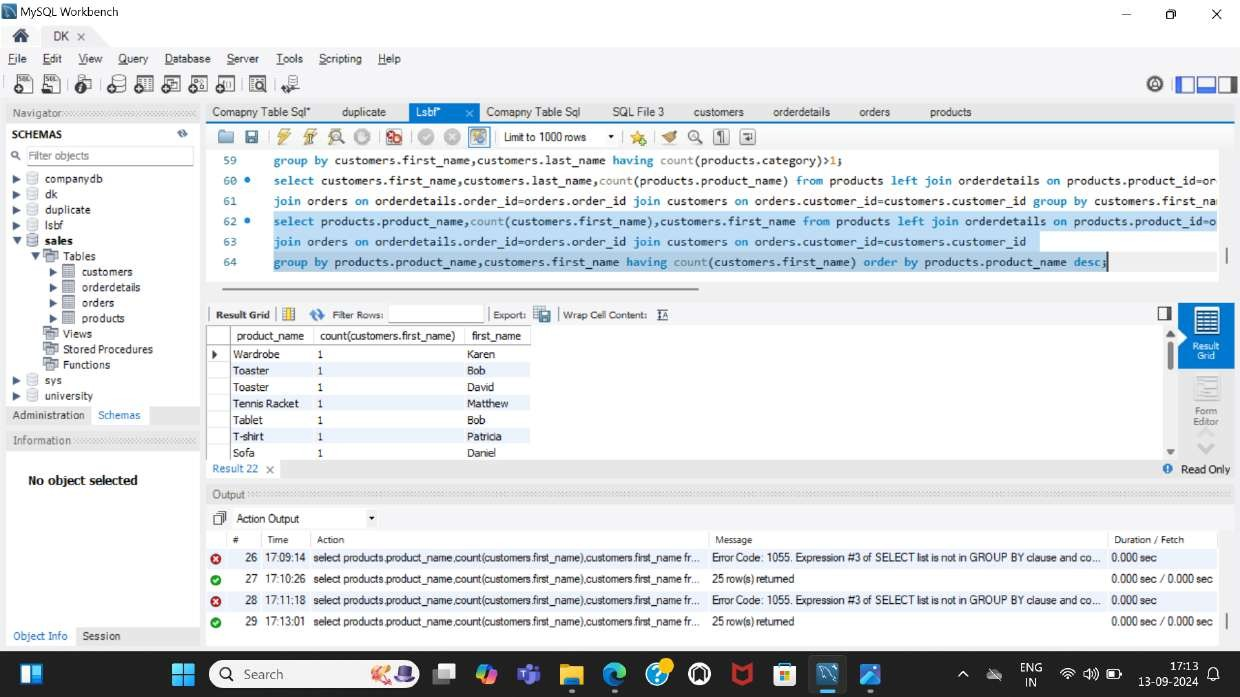 MySQL Workbench
DK
File Edit View Query Database Server Tools Scripting Help
Navigator
SCHEMAS
Filter objects
companydb
dk
duplicate
lsbf
sales
Tables
customers
orderdetails
orders
products
Views
Stored Procedures
Functions
sys
university
Administration Schemas
Information
No object selected
Object Info Session
Comapny Table Sql* duplicate Lsbf* Comapny Table Sql SQL File 3 customers orderdetails orders products
Limit to 1000 rows
59 group by customers.first_name,customers.last_name having count(products.category)>1;
60 select customers.first_name,customers.last_name,count(products.product_name) from products left join orderdetails on products.product_id=or
61 join orders on orderdetails.order_id=orders.order_id join customers on orders.customer_id=customers.customer_id group by customers.first_na
62 select products.product_name,count(customers.first_name),customers.first_name from products left join orderdetails on products.product_id=o
63 join orders on orderdetails.order_id=orders.order_id join customers on orders.customer_id=customers.customer_id
64 group by products.product_name,customers.first_name having count(customers.first_name) order by products.product_name desc;
Result Grid Filter Rows: Export: Wrap Cell Content:
product_name count(customers.first_name) first_name
Wardrobe 1 Karen
Toaster 1 Bob
Toaster 1 David
Tennis Racket 1 Matthew
Tablet 1 Bob
T-shirt 1 Patricia
Sofa 1 Daniel
Result Grid
Form Editor
Result 22
Read Only
Output
Action Output
# Time Action Message Duration / Fetch
26 17:09:14 select products.product_name,count(customers.first_name),customers.first_name fr... Error Code: 1055. Expression #3 of SELECT list is not in GROUP BY clause and co... 0.000 sec
27 17:10:26 select products.product_name,count(customers.first_name),customers.first_name fr... 25 row(s) returned 0.000 sec / 0.000 sec
28 17:11:18 select products.product_name,count(customers.first_name),customers.first_name fr... Error Code: 1055. Expression #3 of SELECT list is not in GROUP BY clause and co... 0.000 sec
29 17:13:01 select products.product_name,count(customers.first_name),customers.first_name fr... 25 row(s) returned 0.000 sec / 0.000 sec
Search
ENG
IN
17:13
13-09-2024